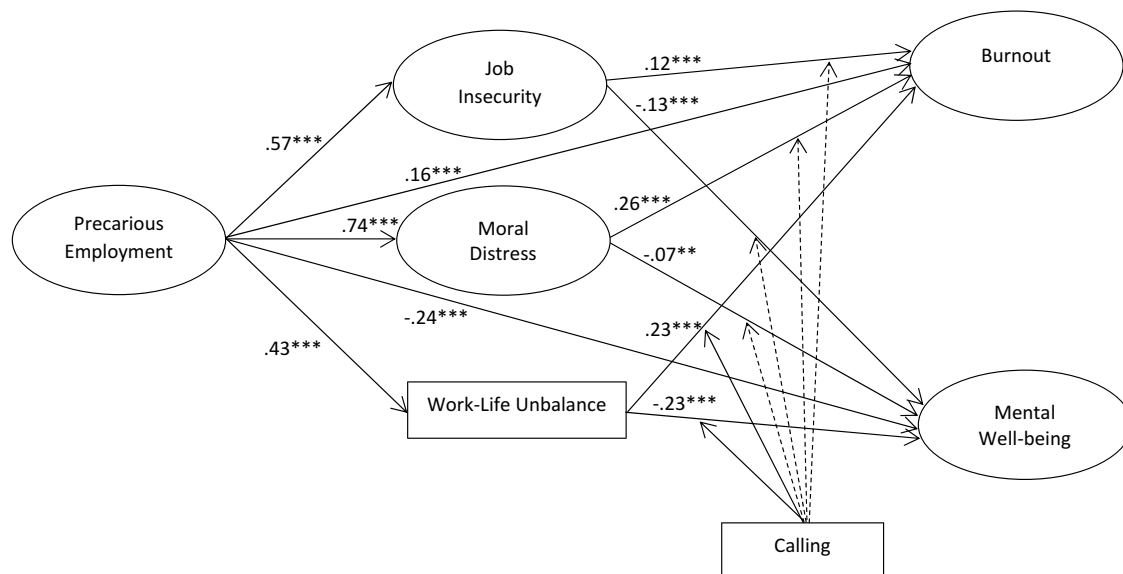 Job
Insecurity
Burnout
.12***
-.13***
.57***
.16***
Precarious
Employment
.74***
Moral
Distress
.26***
-.07**
-.24***
.43***
.23***
Work-Life Unbalance
-.23***
Mental
Well-being
Calling